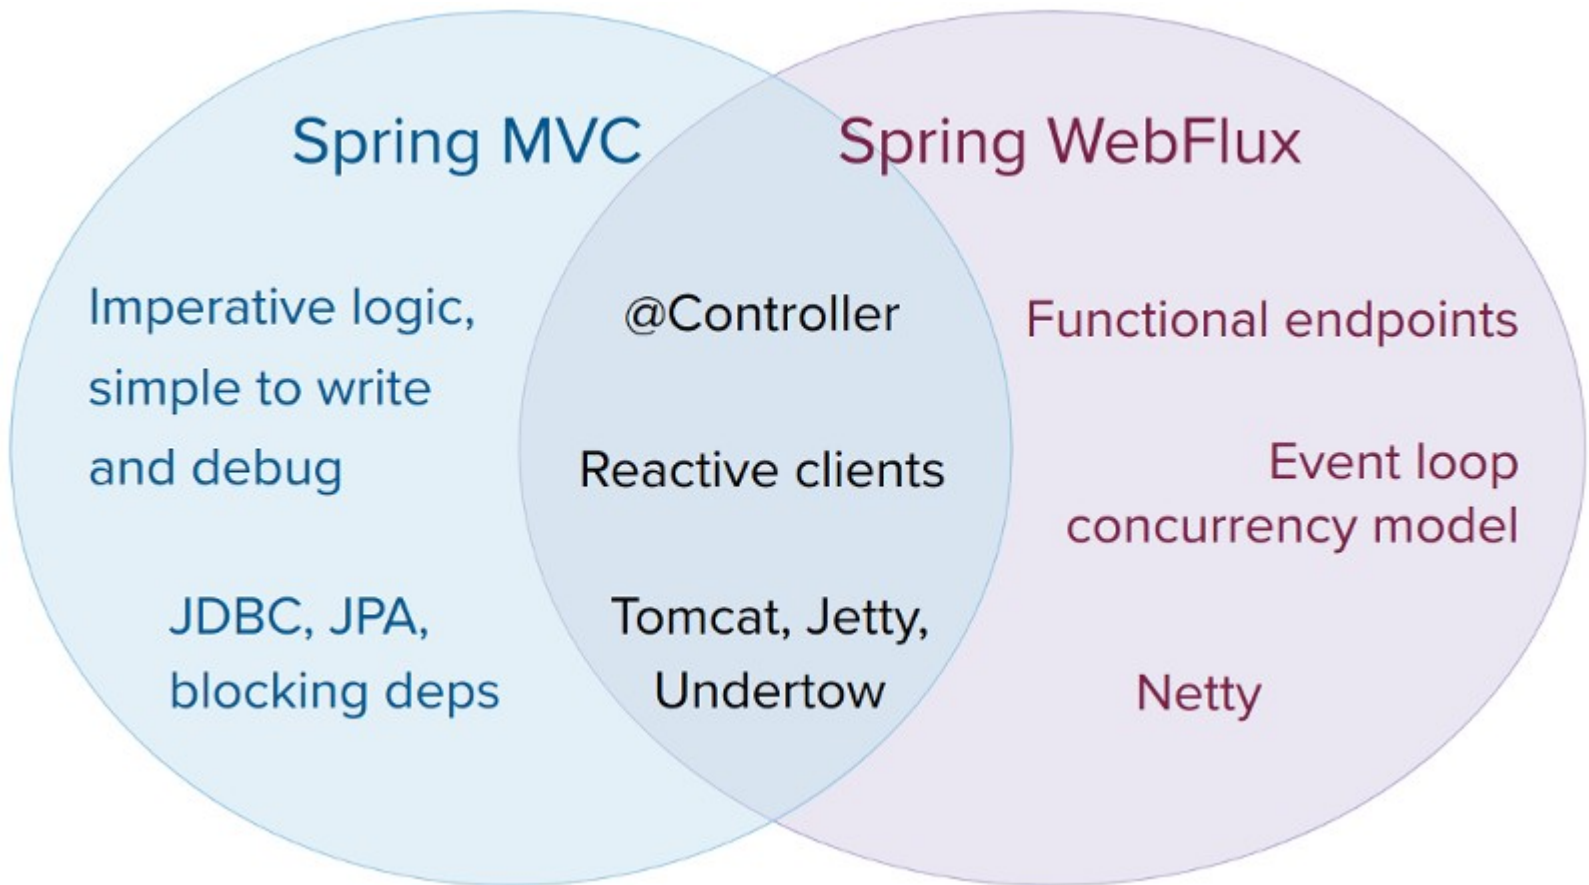 Spring MVC
Spring WebFlux
Imperative logic,
simple to write
and debug
JDBC, JPA,
blocking deps
@Controller
Reactive clients
Tomcat, Jetty,
Undertow
Functional endpoints
Event loop
concurrency model
Netty